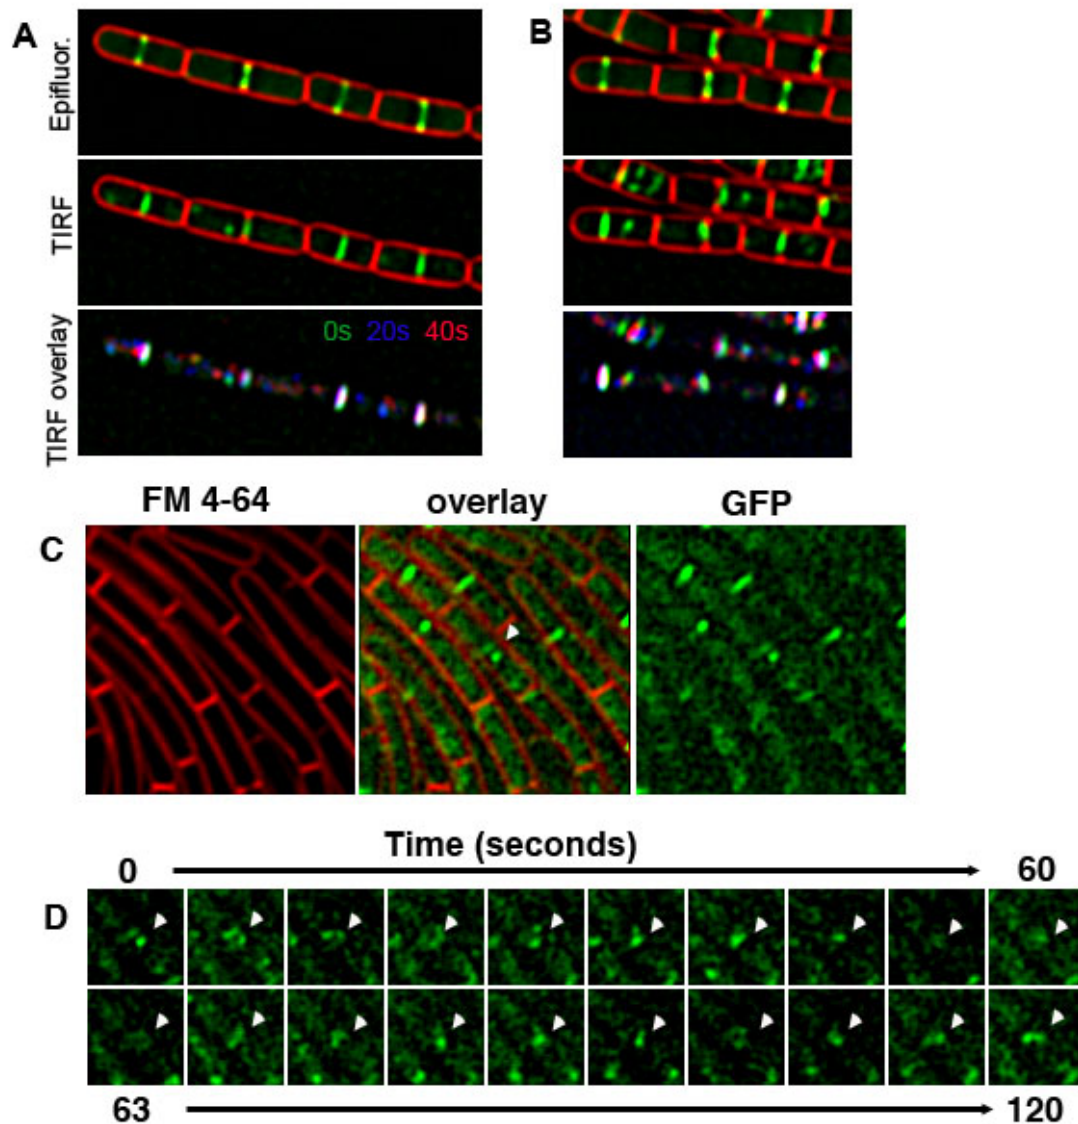 A
B
Epifluor.
TIRF
TIRF overlay
0s 20s 40s
FM 4-64 overlay GFP
C
Time (seconds)
0 60
D
63 120